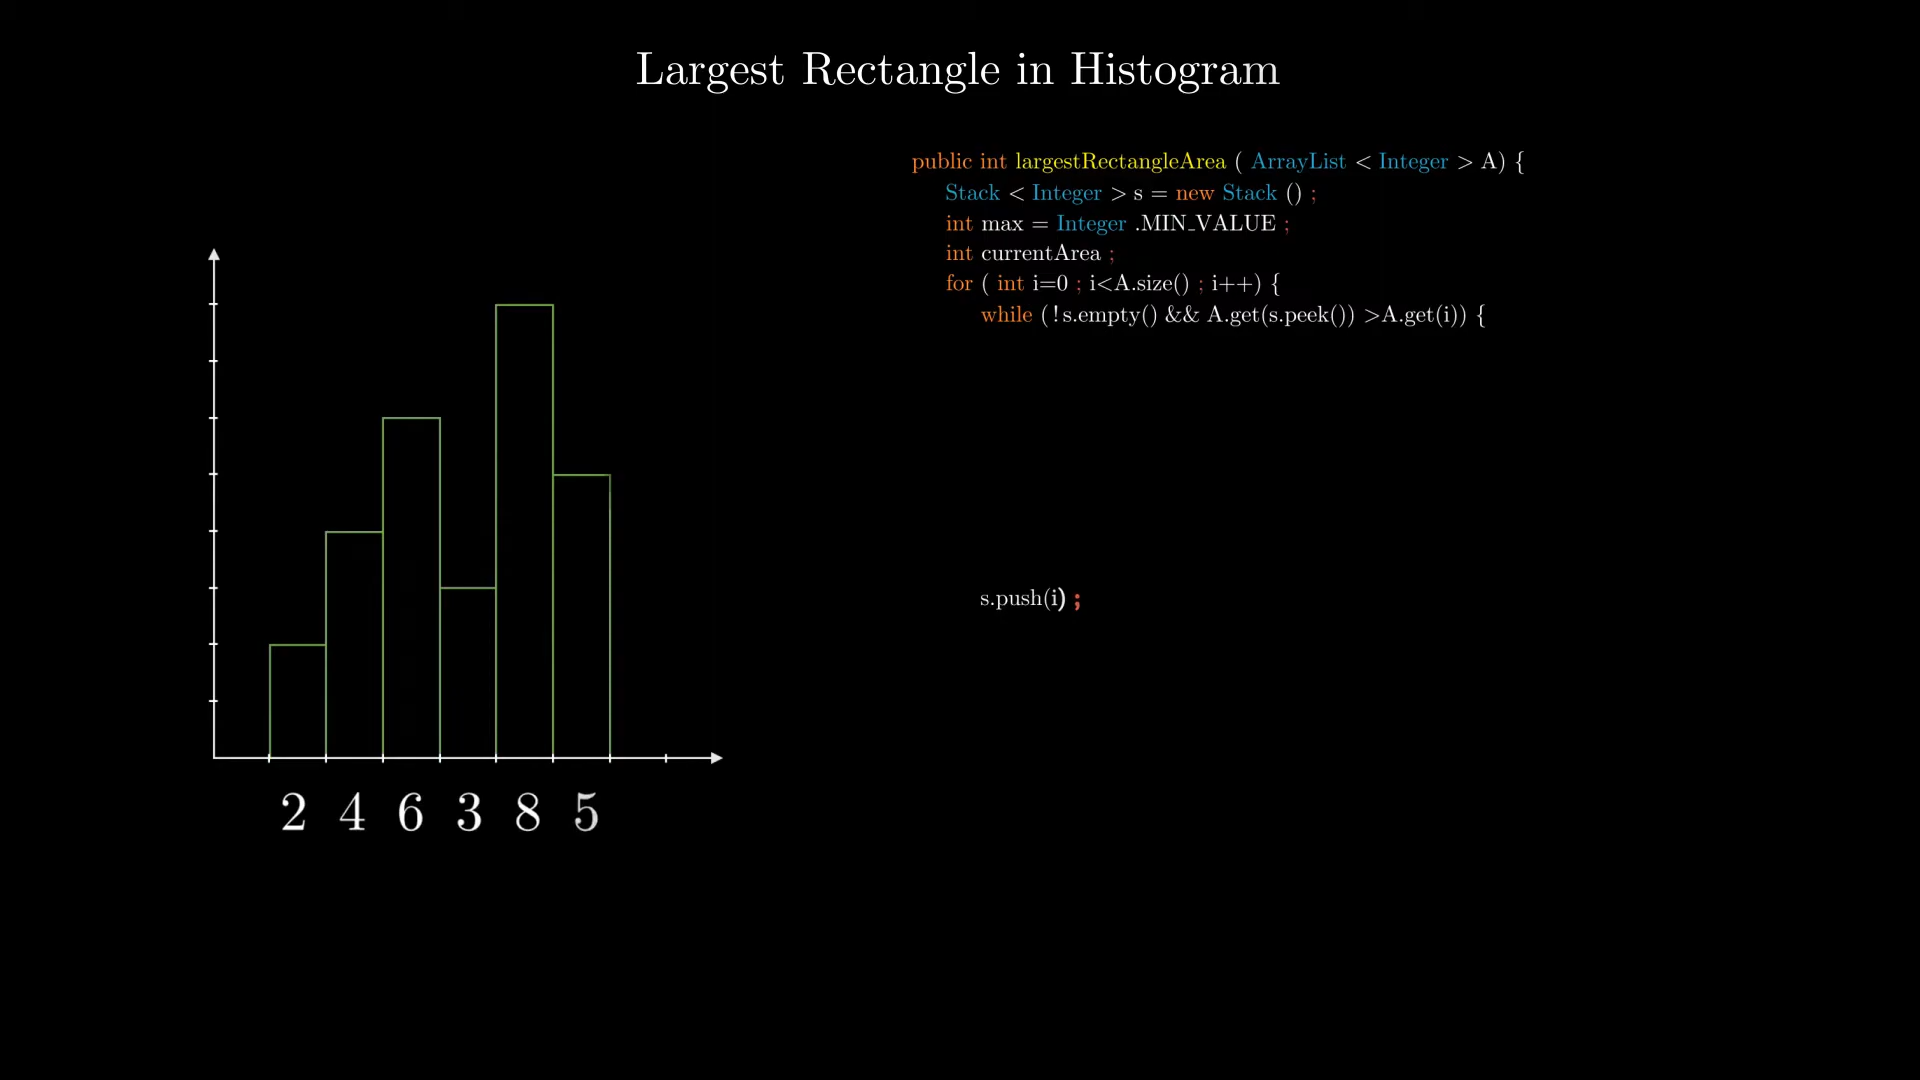 Largest Rectangle in Histogram
public int largestRectangleArea ( ArrayList < Integer > A) {
Stack < Integer > s = new Stack () ;
int max = Integer .MIN_VALUE ;
int currentArea ;
for ( int i=0 ; i<A.size() ; i++) {
while (!s.empty() && A.get(s.peek()) >A.get(i)) {
s.push(i) ;
2 4 6 3 8 5